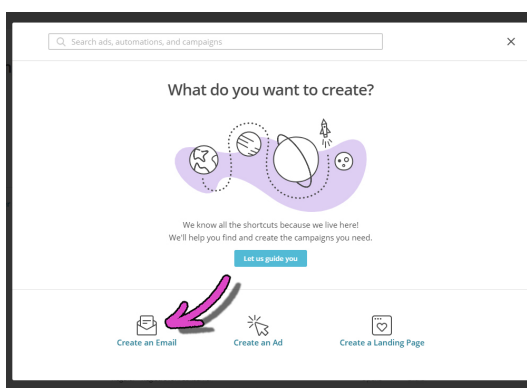 Search ads, automations, and campaigns
What do you want to create?
We know all the shortcuts because we live here!
We'll help you find and create the campaigns you need.
Let us guide you
Create an Email
Create an Ad
Create a Landing Page